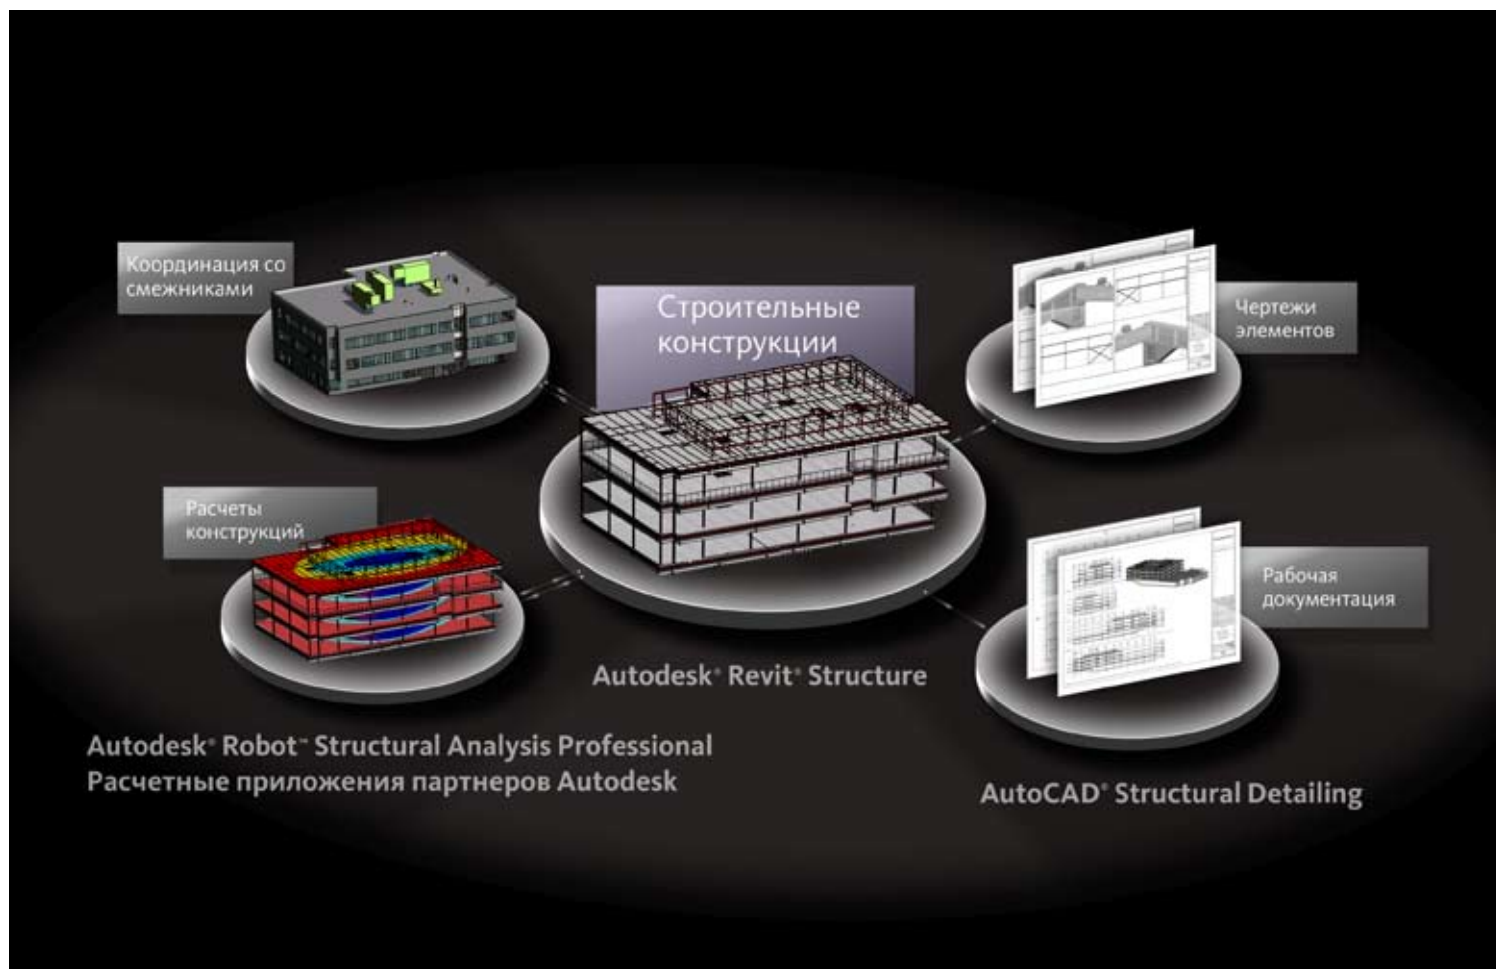 Координация со
смежниками
Строительные
конструкции
Чертежи
элементов
Расчеты
конструкций
Рабочая
документация
Autodesk® Revit® Structure
Autodesk® Robot™ Structural Analysis Professional
Расчетные приложения партнеров Autodesk
AutoCAD® Structural Detailing